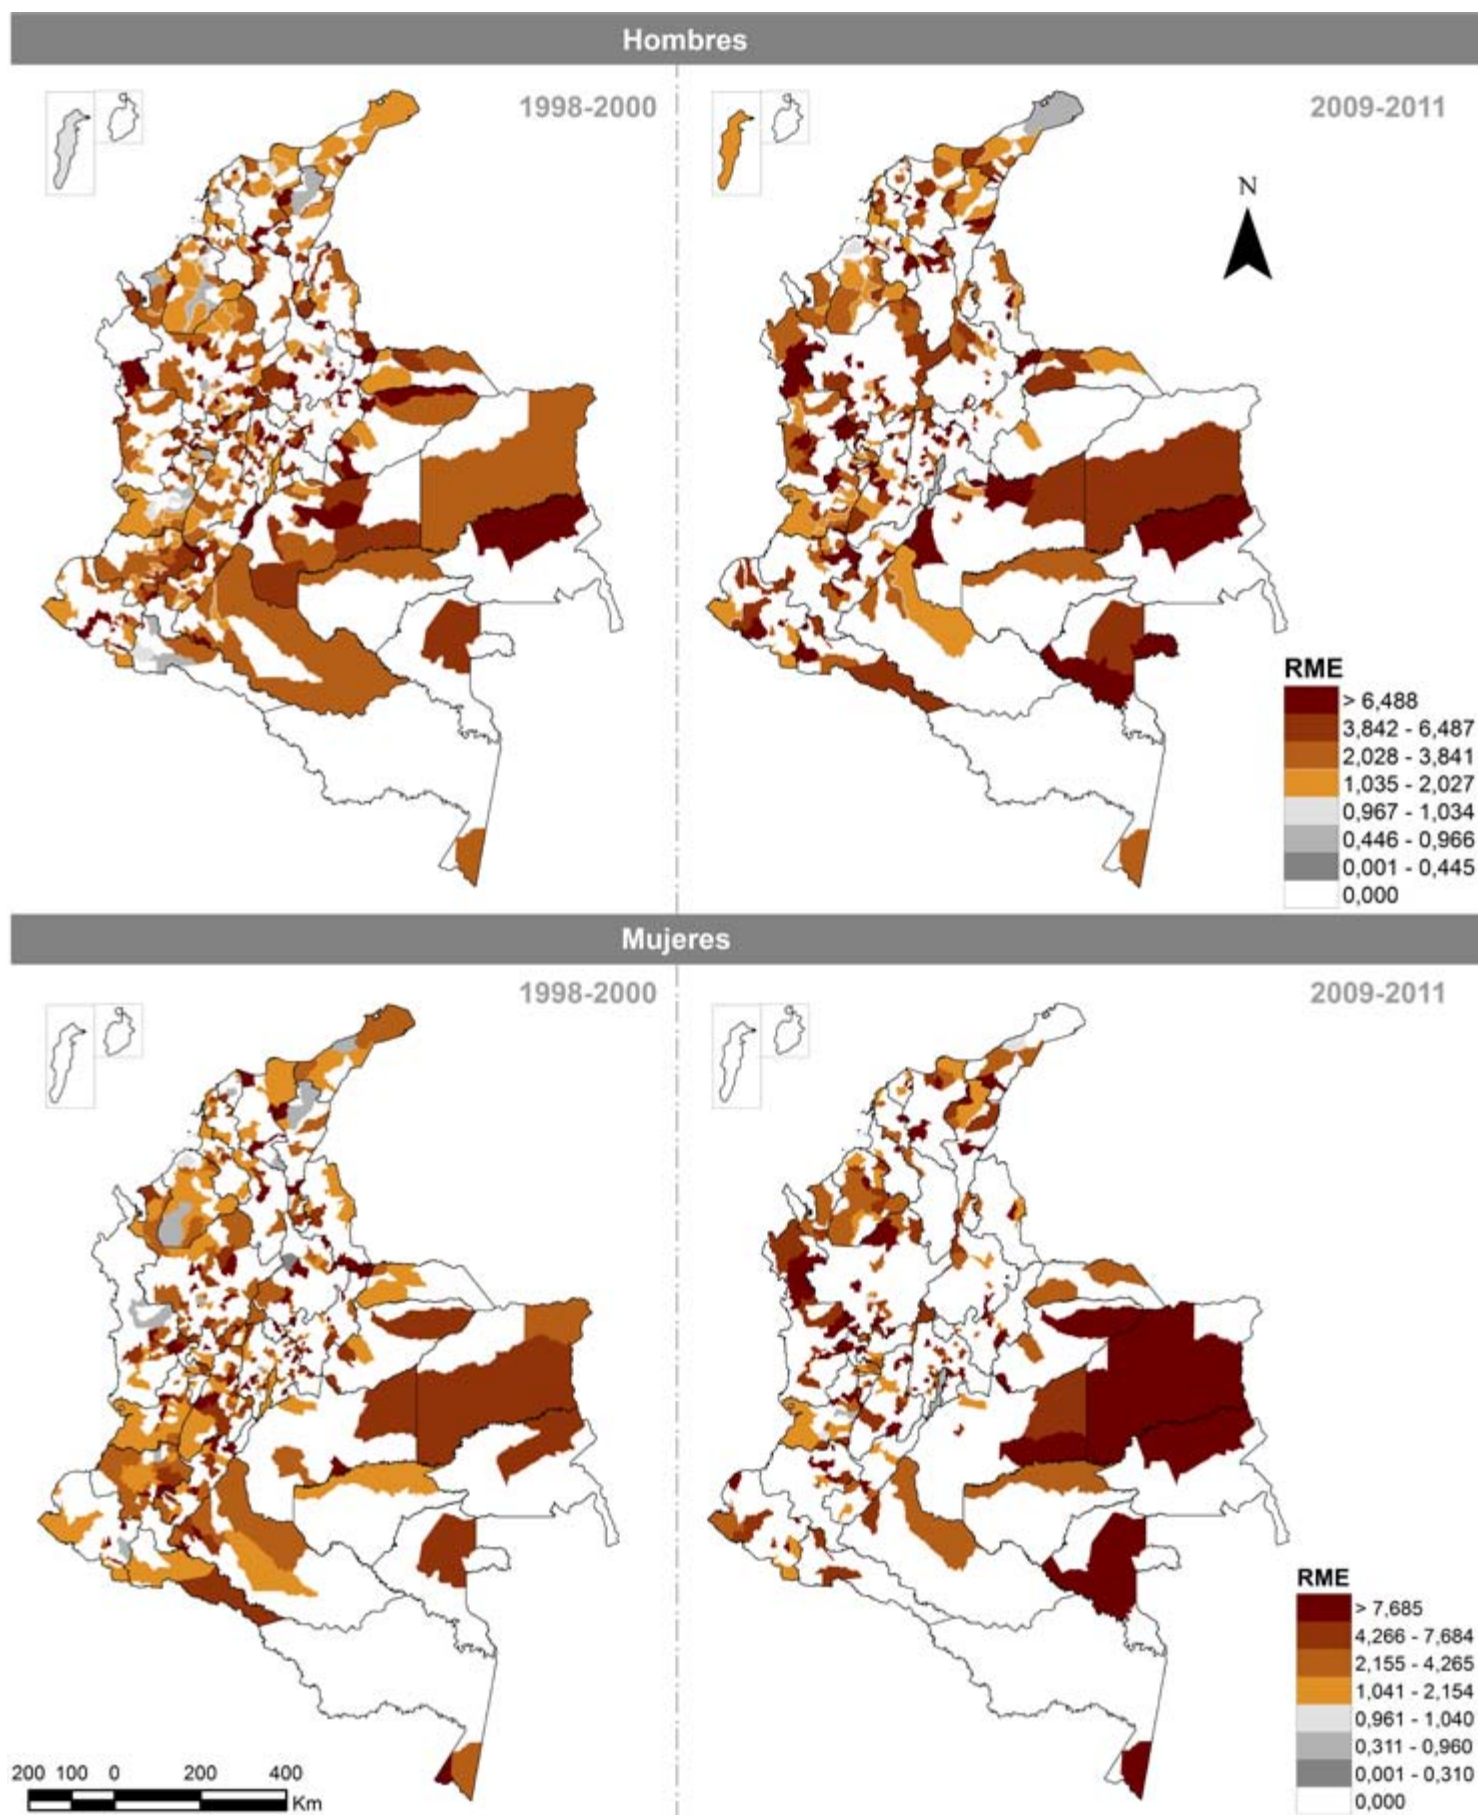 Hombres
1998-2000
2009-2011
N
RME
> 6,488
3,842 - 6,487
2,028 - 3,841
1,035 - 2,027
0,967 - 1,034
0,446 - 0,966
0,001 - 0,445
0,000
Mujeres
1998-2000
2009-2011
RME
> 7,685
4,266 - 7,684
2,155 - 4,265
1,041 - 2,154
0,961 - 1,040
0,311 - 0,960
0,001 - 0,310
0,000
200 100 0 200 400
Km